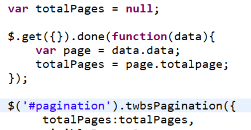 var totalPages = null;
$.get({}).done(function(data){
var page = data.data;
totalPages = page.totalpage;
});
$('#pagination').twbsPagination({
totalPages:totalPages,